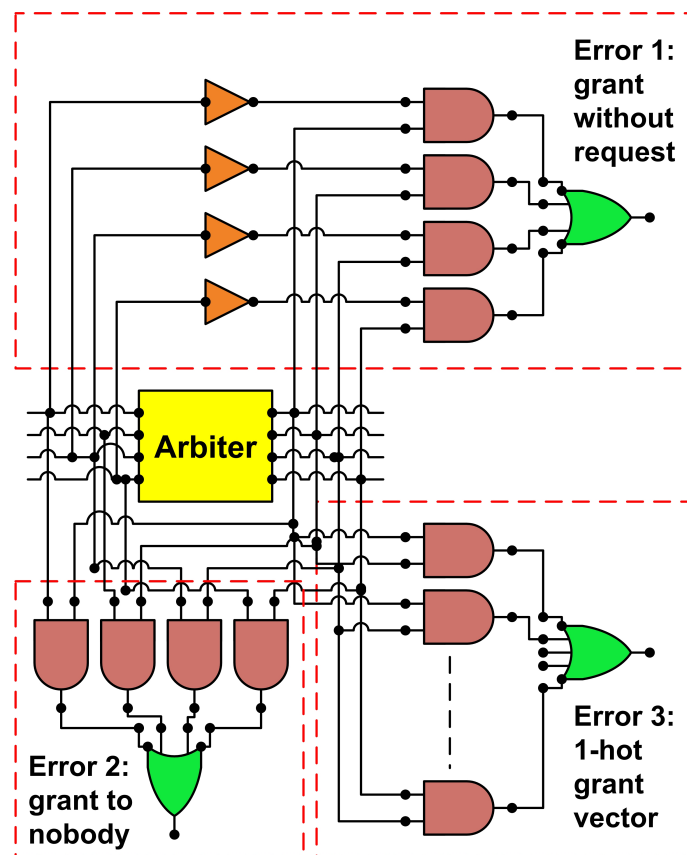 Error 1:
grant
without
request
Arbiter
Error 2:
grant to
nobody
Error 3:
1-hot
grant
vector